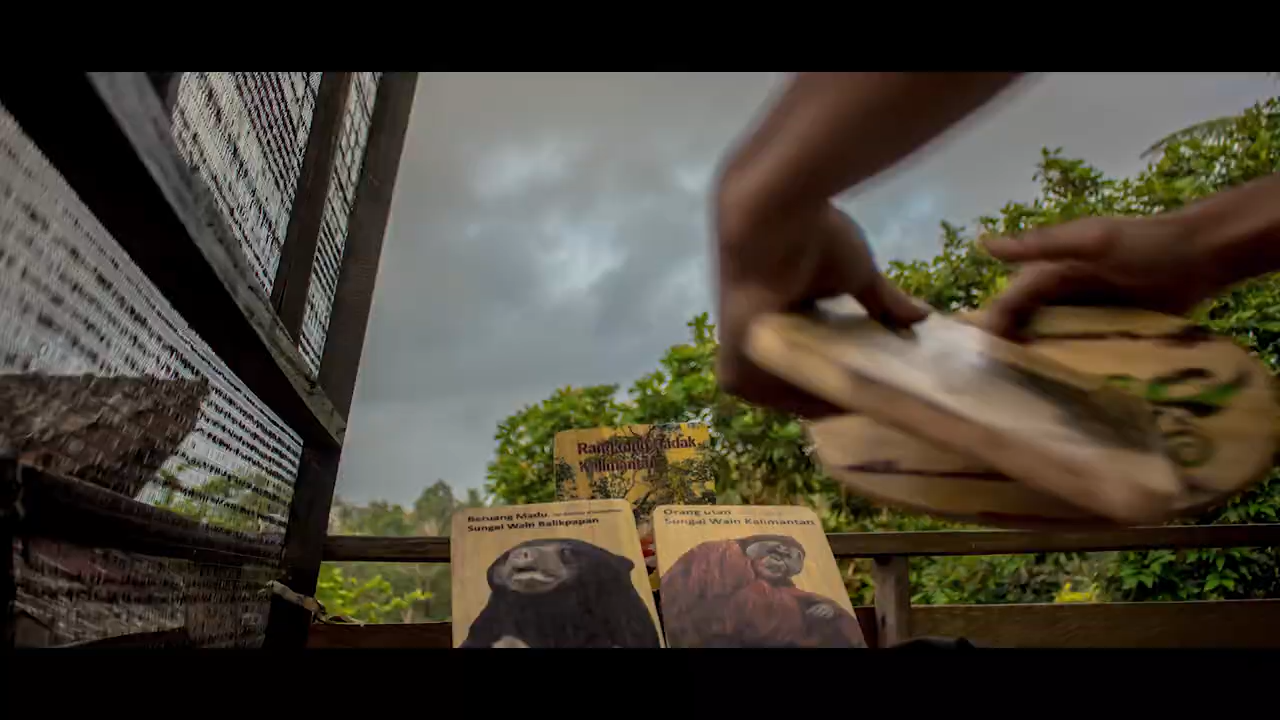 Rangkong Badak
Kalimantan
Beruang Madu,
Sungai Wain Balikpapan
Orang utan
Sungai Wain Kalimantan